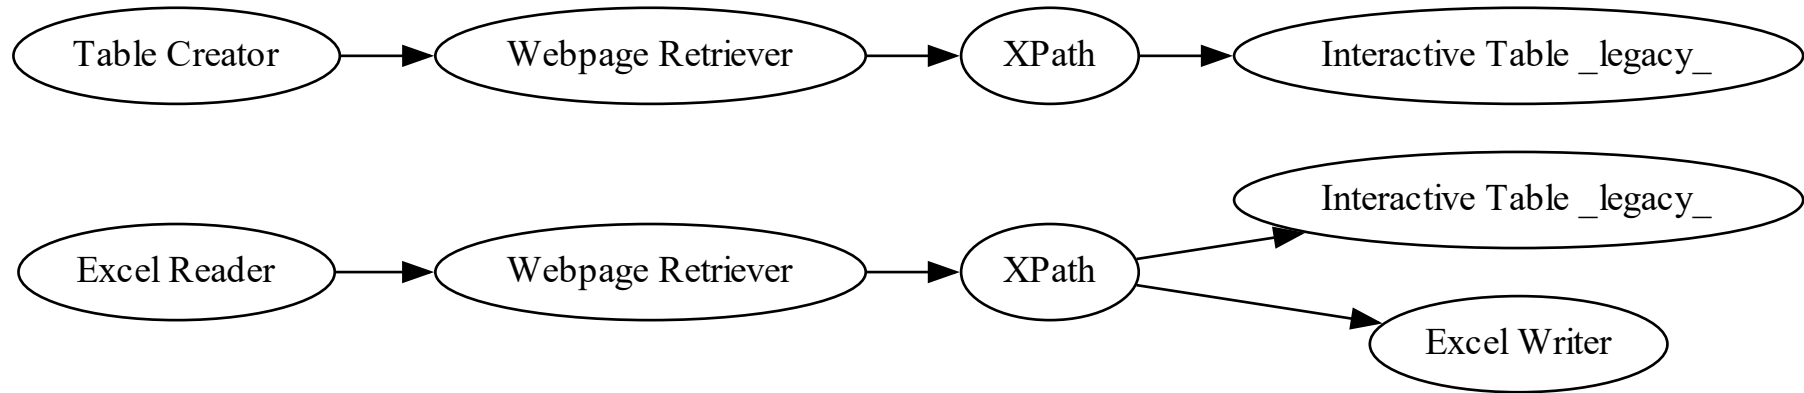 Table Creator
Webpage Retriever
XPath
Interactive Table _legacy_
Interactive Table _legacy_
Excel Reader
Webpage Retriever
XPath
Excel Writer